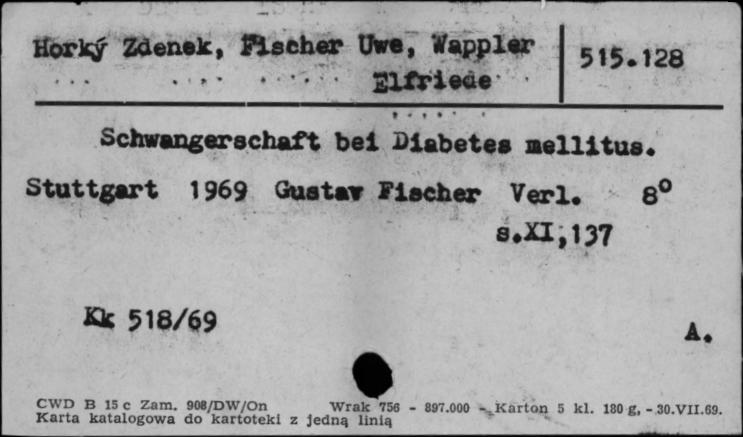 Horký Zdenek, Fischer Uwe, Wappler
Elfriede
515.128
Schwangerschaft bei Diabetes mellitus.
Stuttgart 1969 Gustav Fischer Verl. 8°
s.XI,137
Kk 518/69
A.
CWD B 15 c Zam. 908/DW/On Wrak 756 - 897.000 - Karton 5 kl. 180 g, - 30.VII.69.
Karta katalogowa do kartoteki z jedną linią